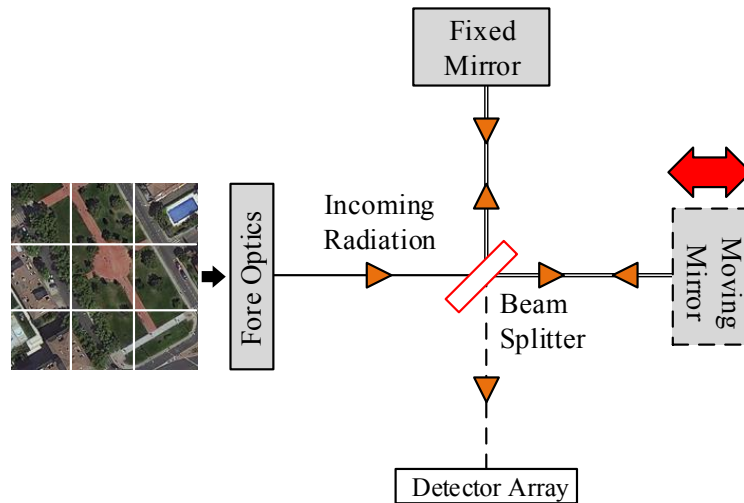 Fixed
Mirror
Incoming
Radiation
Fore Optics
Beam
Splitter
Moving
Mirror
Detector Array